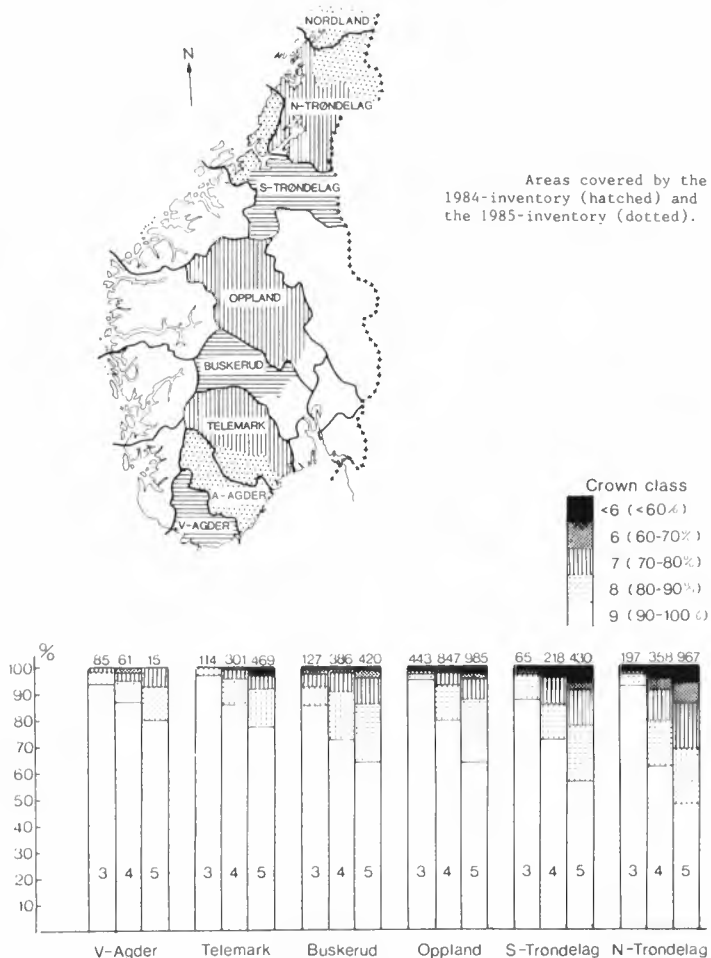 NORDLAND
N
N-TRØNDELAG
S-TRØNDELAG
Areas covered by the
1984-inventory (hatched) and
the 1985-inventory (dotted).
OPPLAND
BUSKERUD
TELEMARK
A-AGDER
V-AGDER
Crown class
<6 (<60%)
6 (60-70%)
7 (70-80%)
8 (80-90%)
9 (90-100
%
85 61 15 114 301 469 127 386 420 443 847 985 65 218 430 197 358 967
100
90
80
70
60
50
40
30
20
10
3 4 5 3 4 5 3 4 5 3 4 5 3 4 5 3 4 5
V-Agder Telemark Buskerud Oppland S-Trøndelag N-Trøndelag